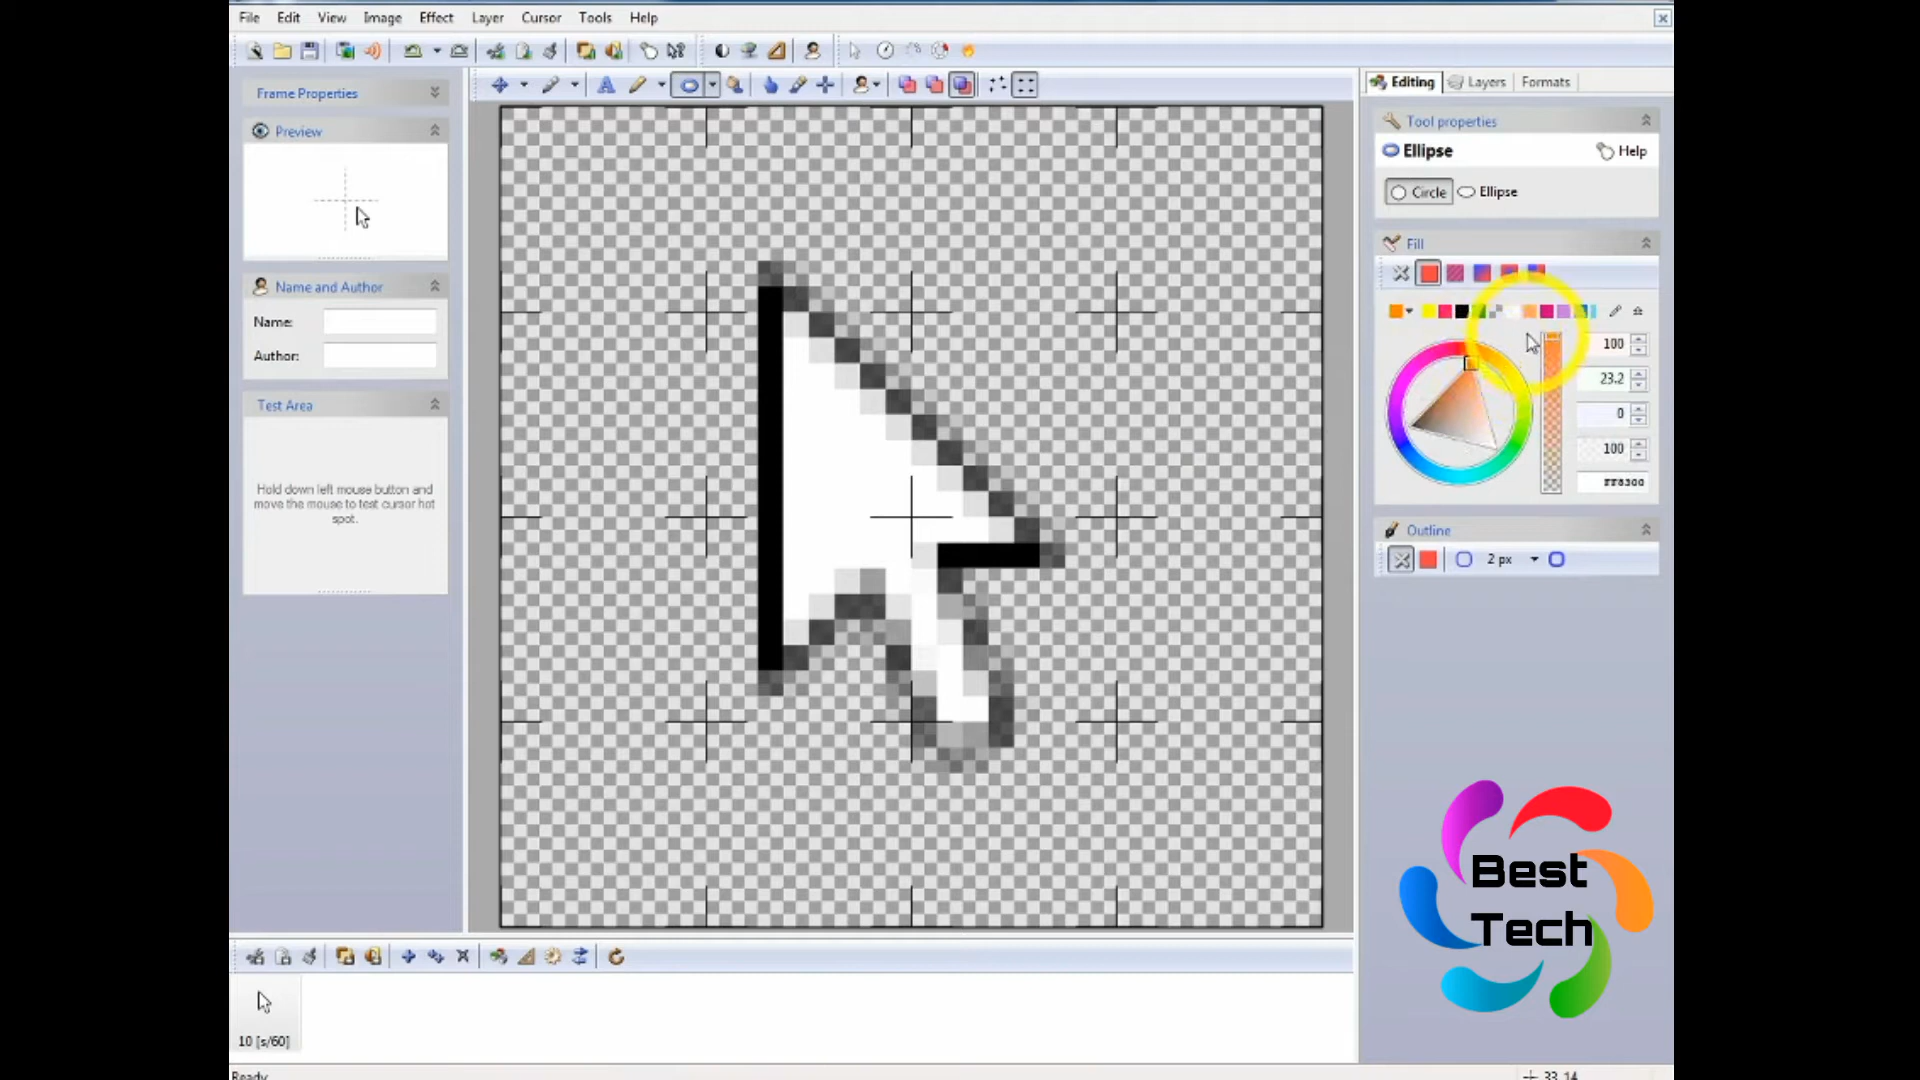 File Edit View Image Effect Layer Cursor Tools Help
Frame Properties
Preview
Name and Author
Name:
Author:
Test Area
Hold down left mouse button and
move the mouse to test cursor hot
spot.
10 [s/60]
Ready
Editing Layers Formats
Tool properties
Ellipse Help
Circle Ellipse
Fill
100
23.2
0
100
Outline
2 px
Best
Tech
33, 14